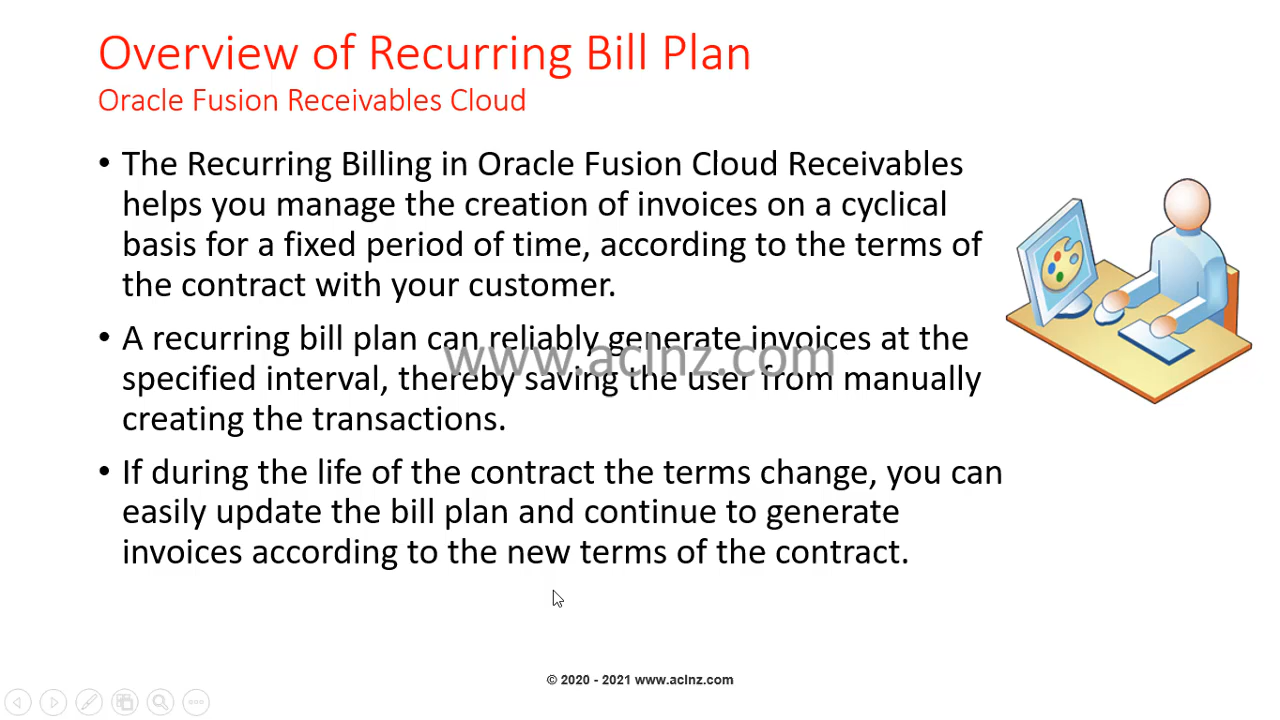 Overview of Recurring Bill Plan
Oracle Fusion Receivables Cloud
• The Recurring Billing in Oracle Fusion Cloud Receivables
helps you manage the creation of invoices on a cyclical
basis for a fixed period of time, according to the terms of
the contract with your customer.
• A recurring bill plan can reliably generate invoices at the
specified interval, thereby saving the user from manually
creating the transactions.
www.aclnz.com
• If during the life of the contract the terms change, you can
easily update the bill plan and continue to generate
invoices according to the new terms of the contract.
© 2020 - 2021 www.aclnz.com